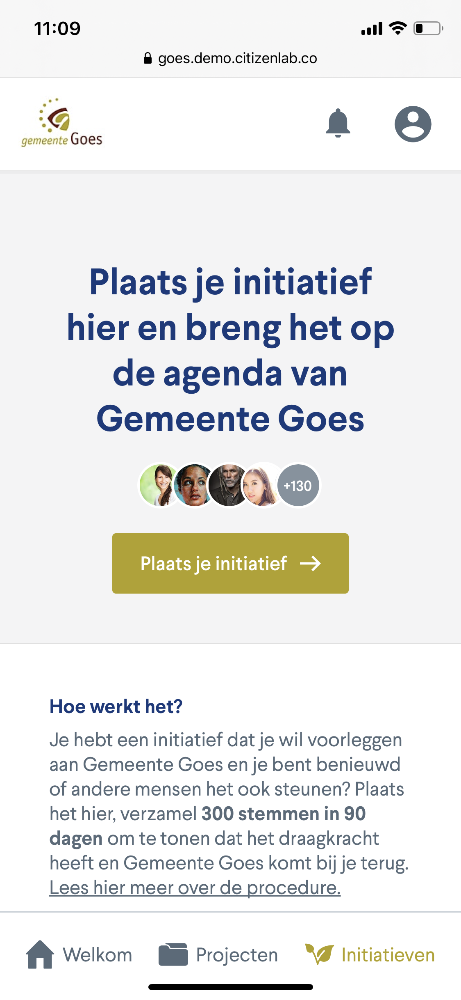 11:09
goes.demo.citizenlab.co
gemeente Goes
Plaats je initiatief
hier en breng het op
de agenda van
Gemeente Goes
+130
Plaats je initiatief →
Hoe werkt het?
Je hebt een initiatief dat je wil voorleggen
aan Gemeente Goes en je bent benieuwd
of andere mensen het ook steunen? Plaats
het hier, verzamel 300 stemmen in 90
dagen om te tonen dat het draagkracht
heeft en Gemeente Goes komt bij je terug.
Lees hier meer over de procedure.
Welkom Projecten Initiatieven